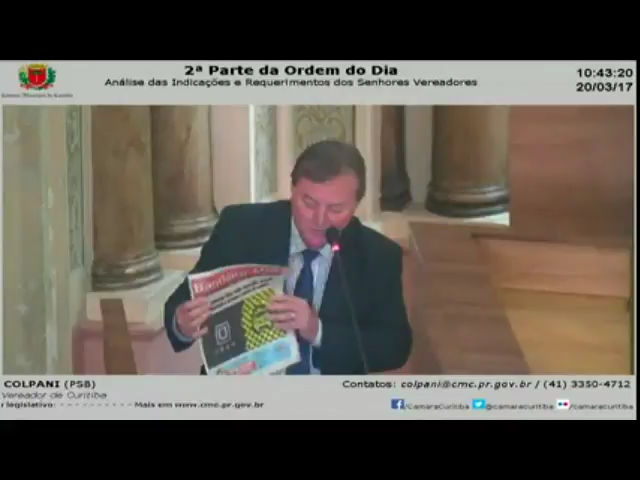 2ª Parte da Ordem do Dia
Análise das Indicações e Requerimentos dos Senhores Vereadores
10:43:20
20/03/17
COLPANI (PSB)
Vereador de Curitiba
Contatos: colpani@cmc.pr.gov.br / (41) 3350-4712
r legislativo: - - - - - - - - - - Mais em www.cmc.pr.gov.br
/CamaraCuritiba @camaracuritiba /camaracuritiba